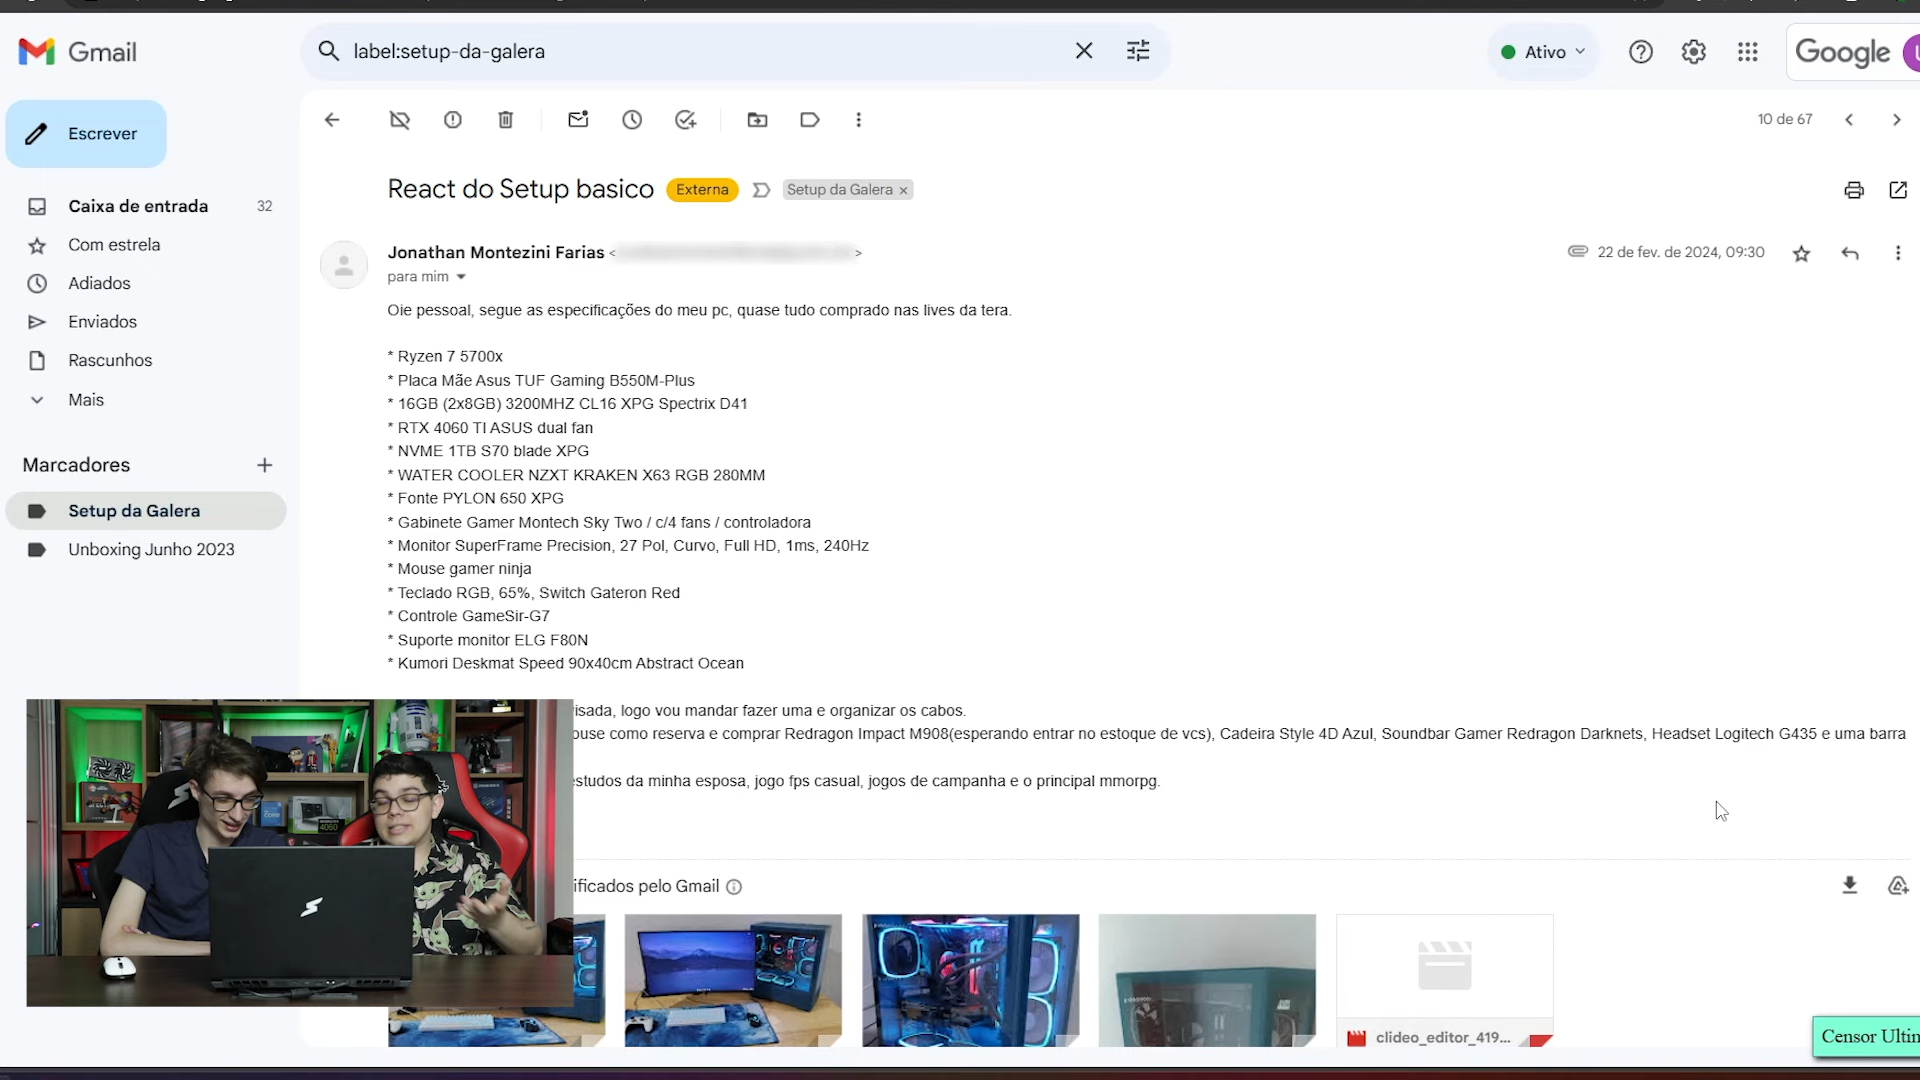 Gmail
label:setup-da-galera
Ativo
Google
Escrever
10 de 67
Caixa de entrada 32
Com estrela
Adiados
Enviados
Rascunhos
Mais
Marcadores
Setup da Galera
Unboxing Junho 2023
React do Setup basico Externa Setup da Galera ×
Jonathan Montezini Farias < >
22 de fev. de 2024, 09:30
para mim
Oie pessoal, segue as especificações do meu pc, quase tudo comprado nas lives da tera.
* Ryzen 7 5700x
* Placa Mãe Asus TUF Gaming B550M-Plus
* 16GB (2x8GB) 3200MHZ CL16 XPG Spectrix D41
* RTX 4060 TI ASUS dual fan
* NVME 1TB S70 blade XPG
* WATER COOLER NZXT KRAKEN X63 RGB 280MM
* Fonte PYLON 650 XPG
* Gabinete Gamer Montech Sky Two / c/4 fans / controladora
* Monitor SuperFrame Precision, 27 Pol, Curvo, Full HD, 1ms, 240Hz
* Mouse gamer ninja
* Teclado RGB, 65%, Switch Gateron Red
* Controle GameSir-G7
* Suporte monitor ELG F80N
* Kumori Deskmat Speed 90x40cm Abstract Ocean
isada, logo vou mandar fazer uma e organizar os cabos.
ouse como reserva e comprar Redragon Impact M908(esperando entrar no estoque de vcs), Cadeira Style 4D Azul, Soundbar Gamer Redragon Darknets, Headset Logitech G435 e uma barra
studos da minha esposa, jogo fps casual, jogos de campanha e o principal mmorpg.
ificados pelo Gmail
4060
clideo_editor_419...
Censor Ultin